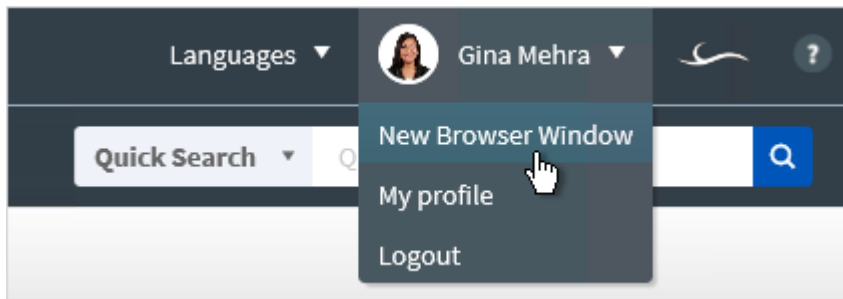 Languages ▼ Gina Mehra ▼ ?
New Browser Window
Quick Search ▼ Q
My profile
Logout